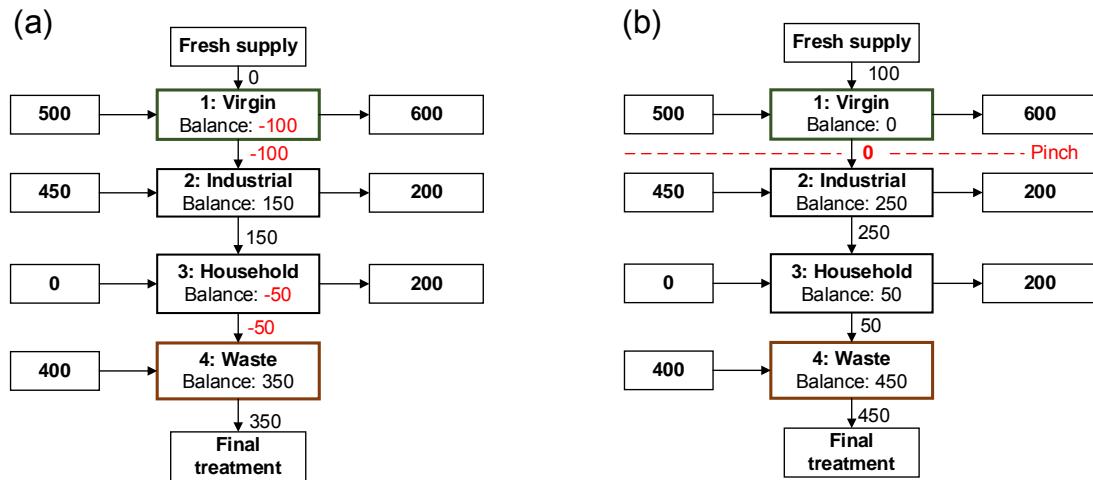 (a)
Fresh supply
0
500
1: Virgin
Balance: -100
600
-100
450
2: Industrial
Balance: 150
200
150
0
3: Household
Balance: -50
200
-50
400
4: Waste
Balance: 350
350
Final
treatment
(b)
Fresh supply
100
500
1: Virgin
Balance: 0
600
0
Pinch
450
2: Industrial
Balance: 250
200
250
0
3: Household
Balance: 50
200
50
400
4: Waste
Balance: 450
450
Final
treatment